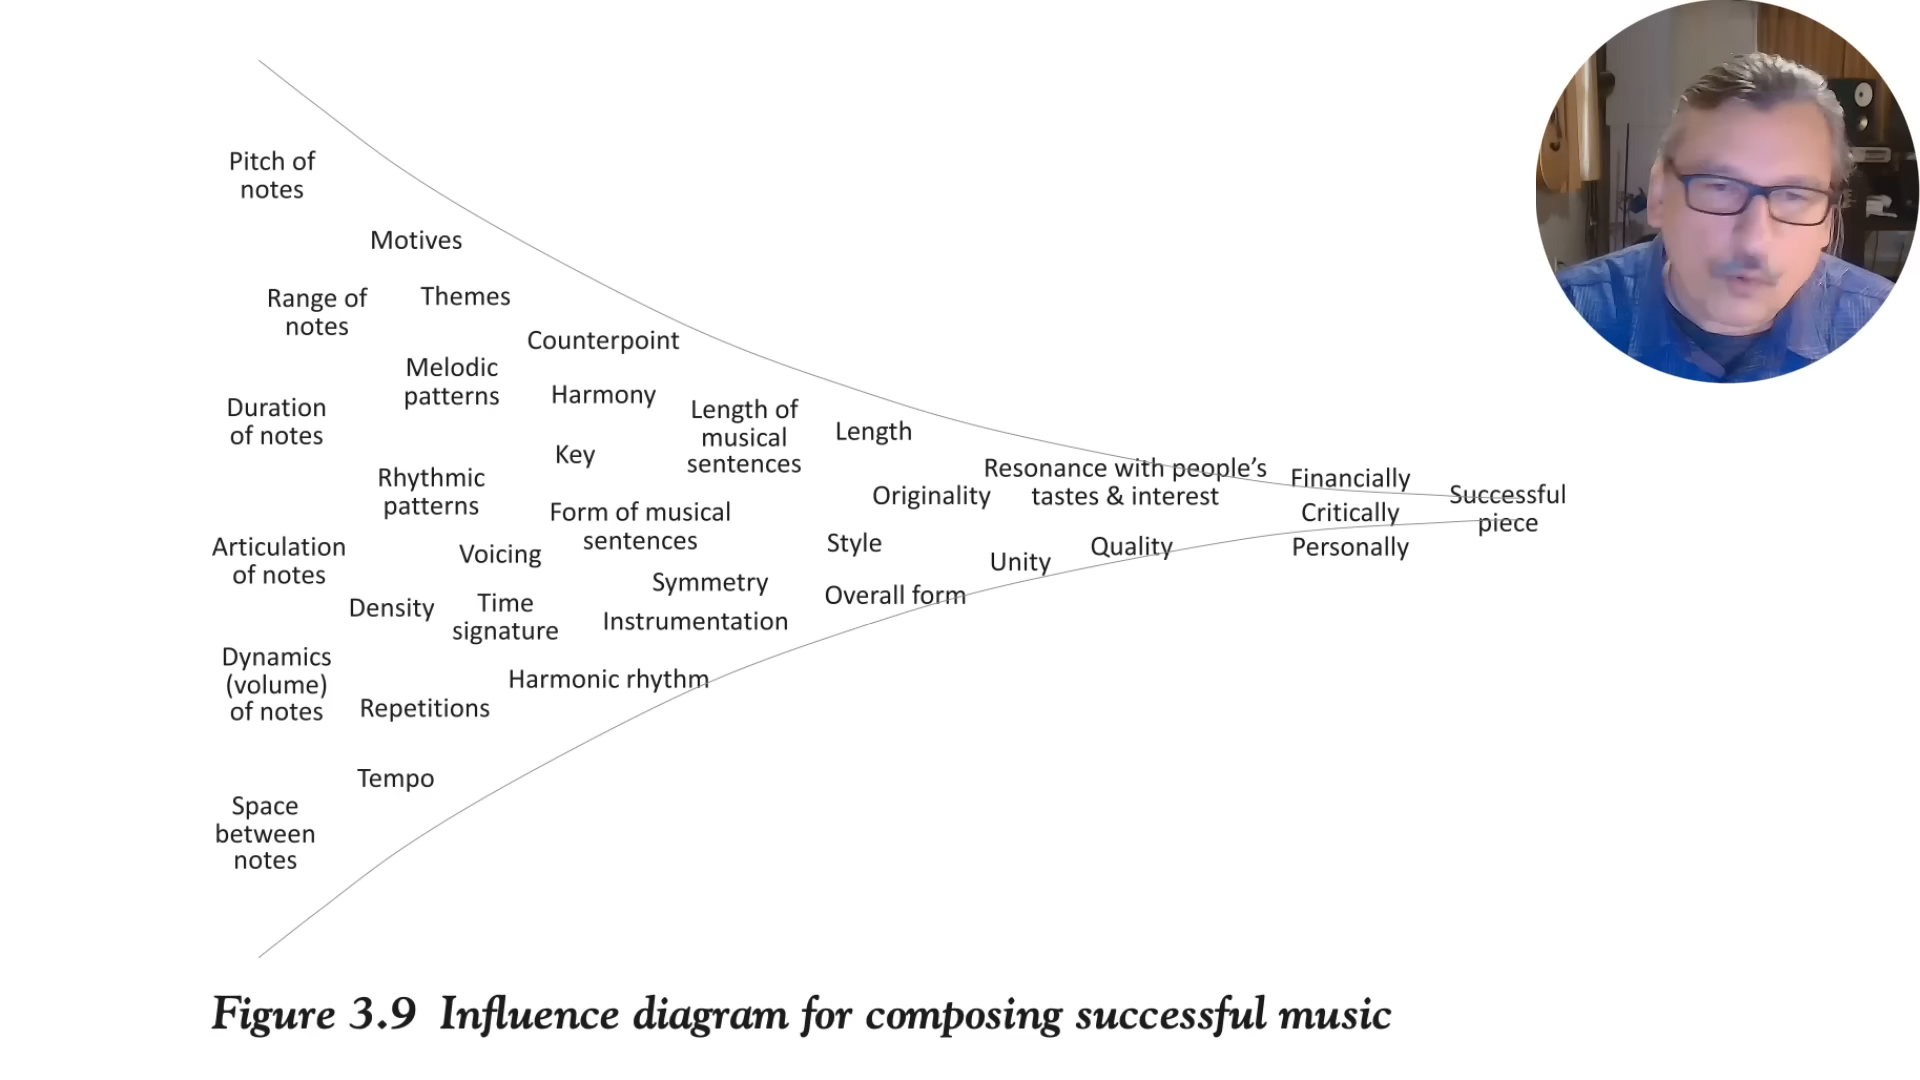 Pitch of
notes
Motives
Range of
notes
Themes
Counterpoint
Melodic
patterns
Harmony
Duration
of notes
Length of
musical
sentences
Length
Key
Rhythmic
patterns
Resonance with people’s
tastes & interest
Originality
Financially
Critically
Personally
Successful
piece
Form of musical
sentences
Articulation
of notes
Voicing
Style
Unity
Quality
Symmetry
Overall form
Density
Time
signature
Instrumentation
Dynamics
(volume)
of notes
Harmonic rhythm
Repetitions
Tempo
Space
between
notes
Figure 3.9 Influence diagram for composing successful music